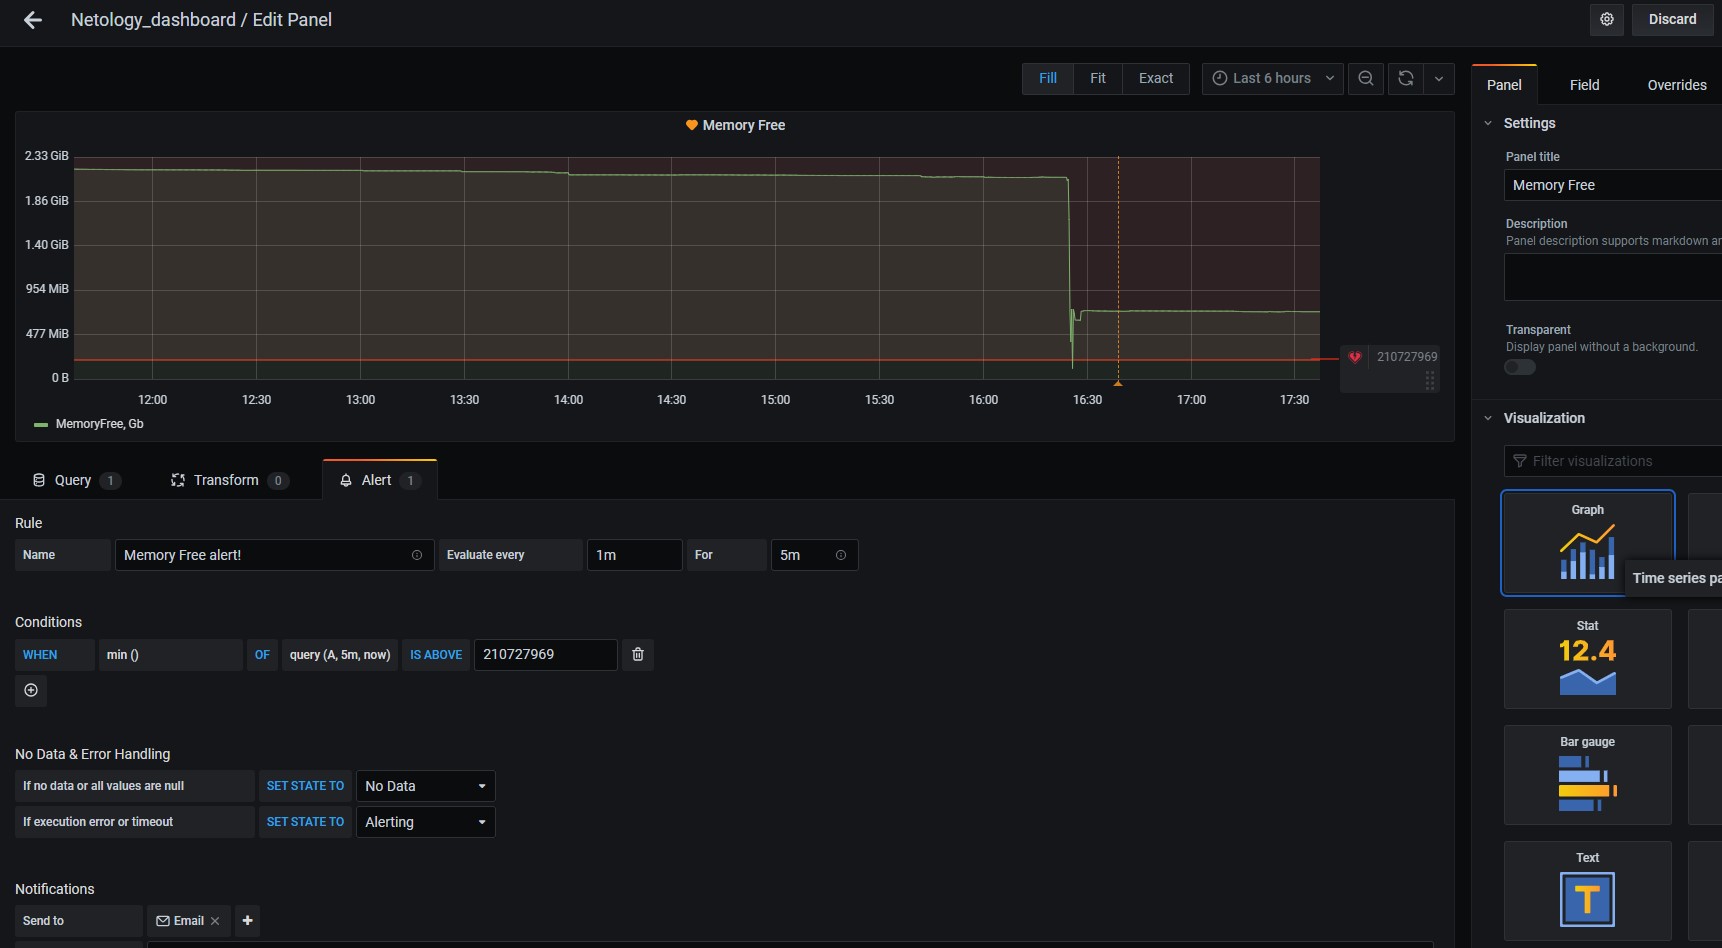 Netology_dashboard / Edit Panel
Discard
Fill Fit Exact Last 6 hours
Panel Field Overrides
Memory Free
2.33 GiB
1.86 GiB
1.40 GiB
954 MiB
477 MiB
0 B
210727969
12:00 12:30 13:00 13:30 14:00 14:30 15:00 15:30 16:00 16:30 17:00 17:30
MemoryFree, Gb
Query 1 Transform 0 Alert 1
Rule
Name Memory Free alert! Evaluate every 1m For 5m
Conditions
WHEN min () OF query (A, 5m, now) IS ABOVE 210727969
No Data & Error Handling
If no data or all values are null SET STATE TO No Data
If execution error or timeout SET STATE TO Alerting
Notifications
Send to Email
Settings
Panel title
Memory Free
Description
Panel description supports markdown ar
Transparent
Display panel without a background.
Visualization
Filter visualizations
Graph
Time series pa
Stat
12.4
Bar gauge
Text
T